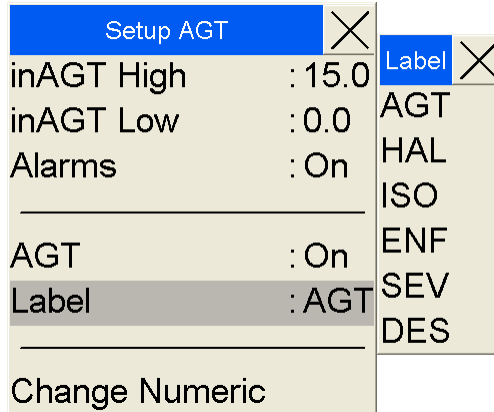 Setup AGT
inAGT High : 15.0
inAGT Low : 0.0
Alarms : On
AGT : On
Label : AGT
Change Numeric
Label
AGT
HAL
ISO
ENF
SEV
DES